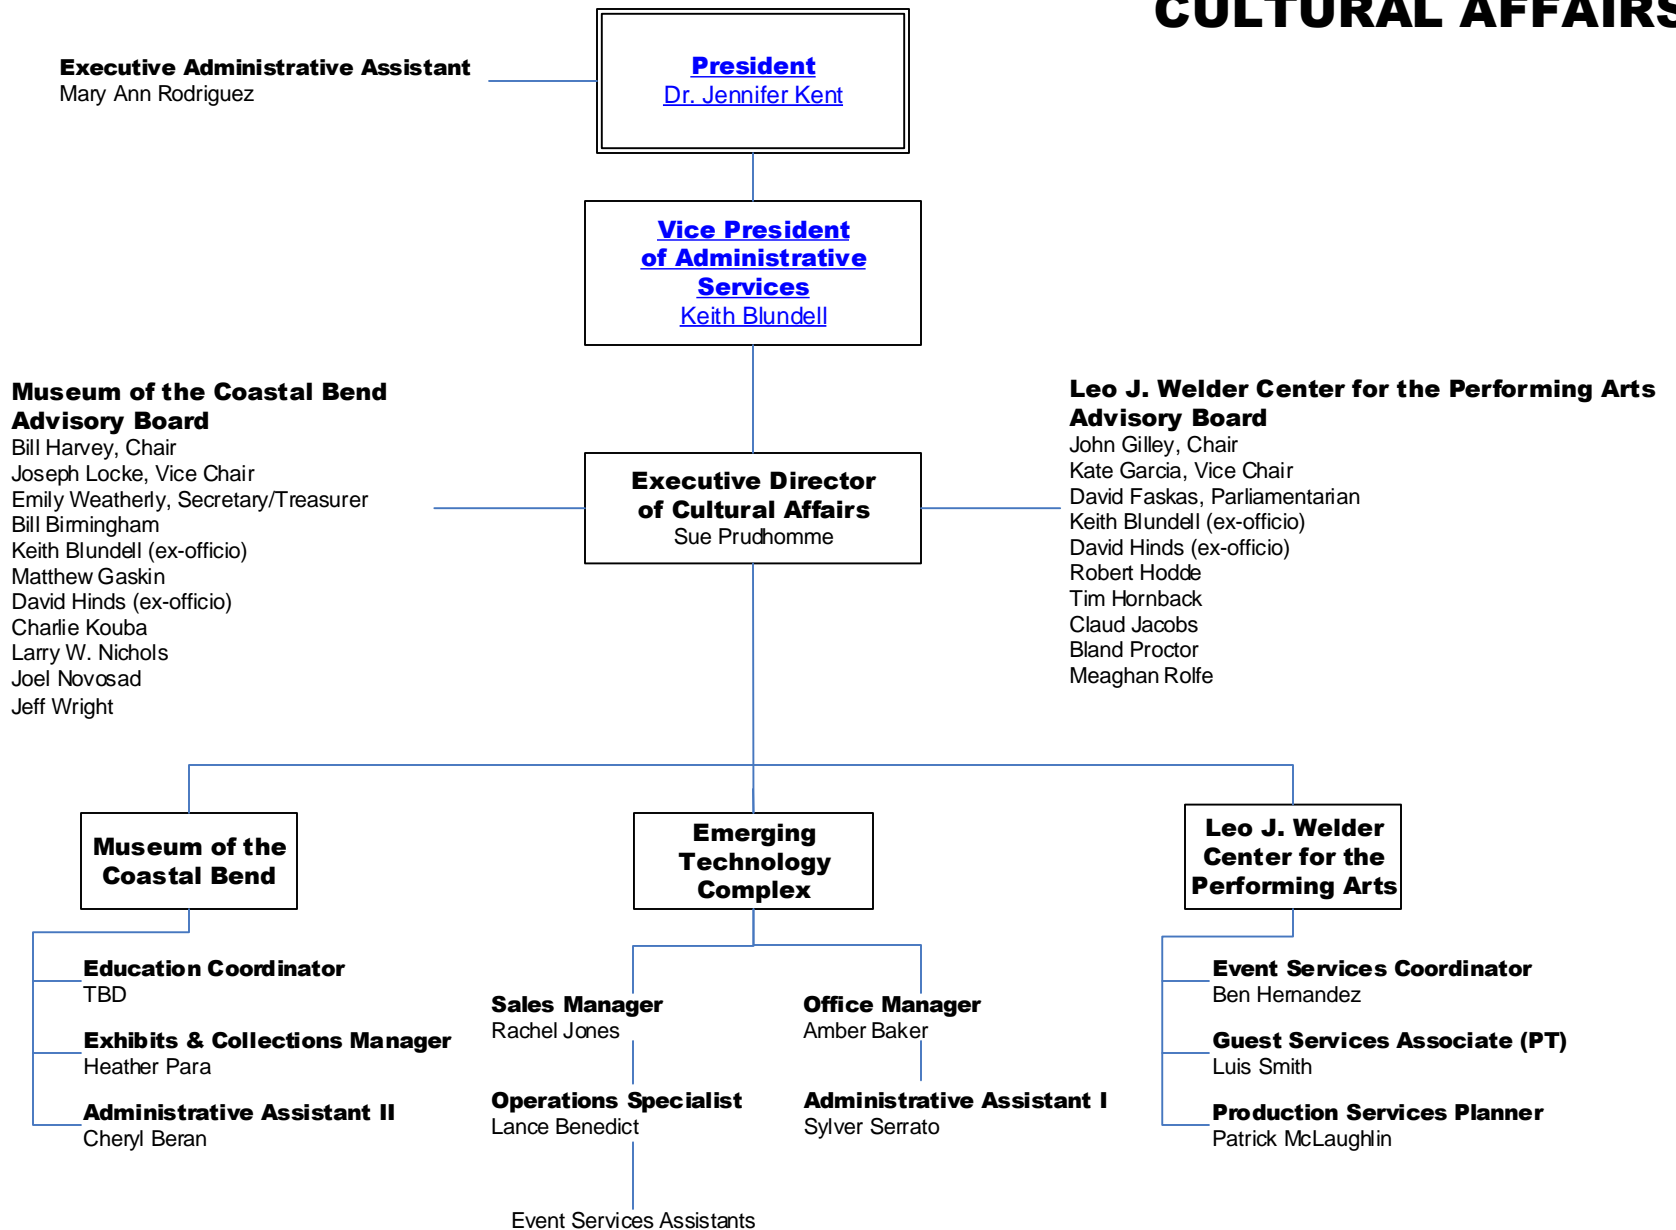 CULTURAL AFFAIRS
Executive Administrative Assistant
Mary Ann Rodriguez
President
Dr. Jennifer Kent
Vice President
of Administrative
Services
Keith Blundell
Museum of the Coastal Bend
Advisory Board
Bill Harvey, Chair
Joseph Locke, Vice Chair
Emily Weatherly, Secretary/Treasurer
Bill Birmingham
Keith Blundell (ex-officio)
Matthew Gaskin
David Hinds (ex-officio)
Charlie Kouba
Larry W. Nichols
Joel Novosad
Jeff Wright
Executive Director
of Cultural Affairs
Sue Prudhomme
Leo J. Welder Center for the Performing Arts
Advisory Board
John Gilley, Chair
Kate Garcia, Vice Chair
David Faskas, Parliamentarian
Keith Blundell (ex-officio)
David Hinds (ex-officio)
Robert Hodde
Tim Hornback
Claud Jacobs
Bland Proctor
Meaghan Rolfe
Museum of the
Coastal Bend
Education Coordinator
TBD
Exhibits & Collections Manager
Heather Para
Administrative Assistant II
Cheryl Beran
Emerging
Technology
Complex
Sales Manager
Rachel Jones
Operations Specialist
Lance Benedict
Event Services Assistants
Office Manager
Amber Baker
Administrative Assistant I
Sylver Serrato
Leo J. Welder
Center for the
Performing Arts
Event Services Coordinator
Ben Hernandez
Guest Services Associate (PT)
Luis Smith
Production Services Planner
Patrick McLaughlin